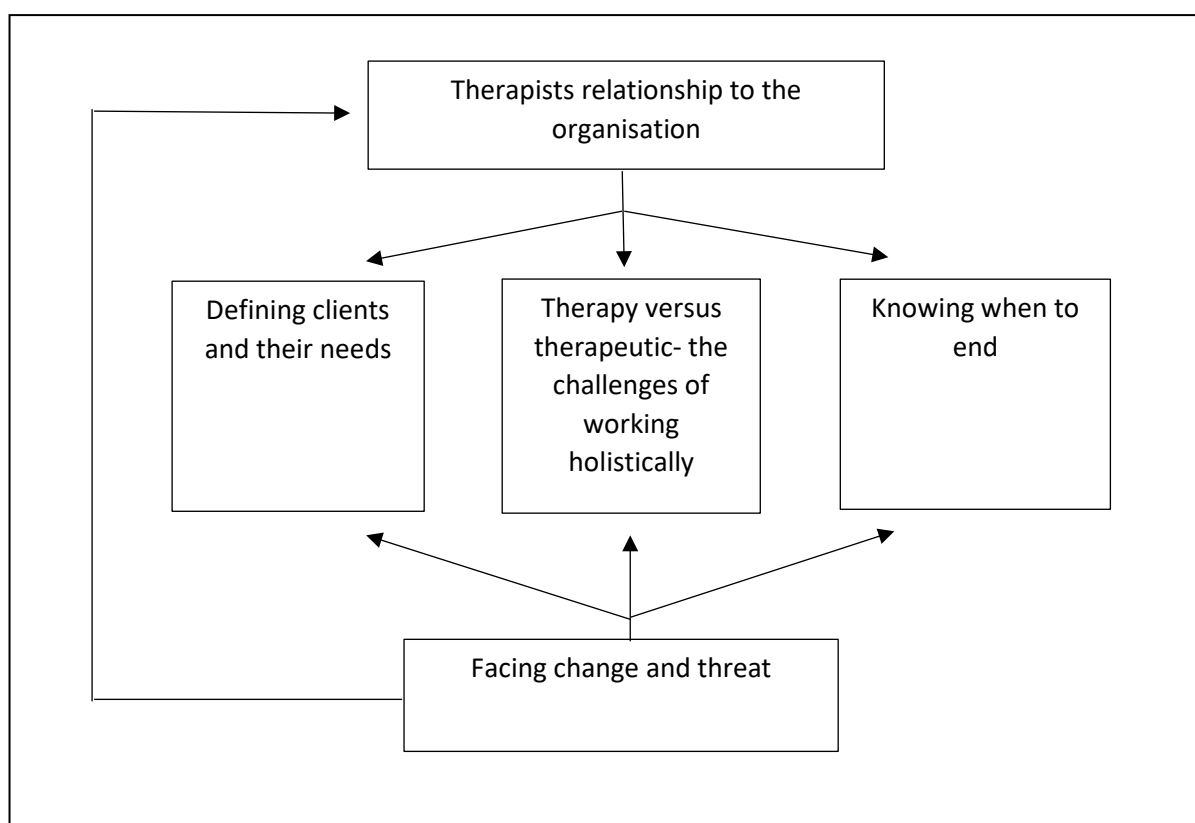 Therapists relationship to the
organisation
Defining clients
and their needs
Therapy versus
therapeutic- the
challenges of
working
holistically
Knowing when to
end
Facing change and threat